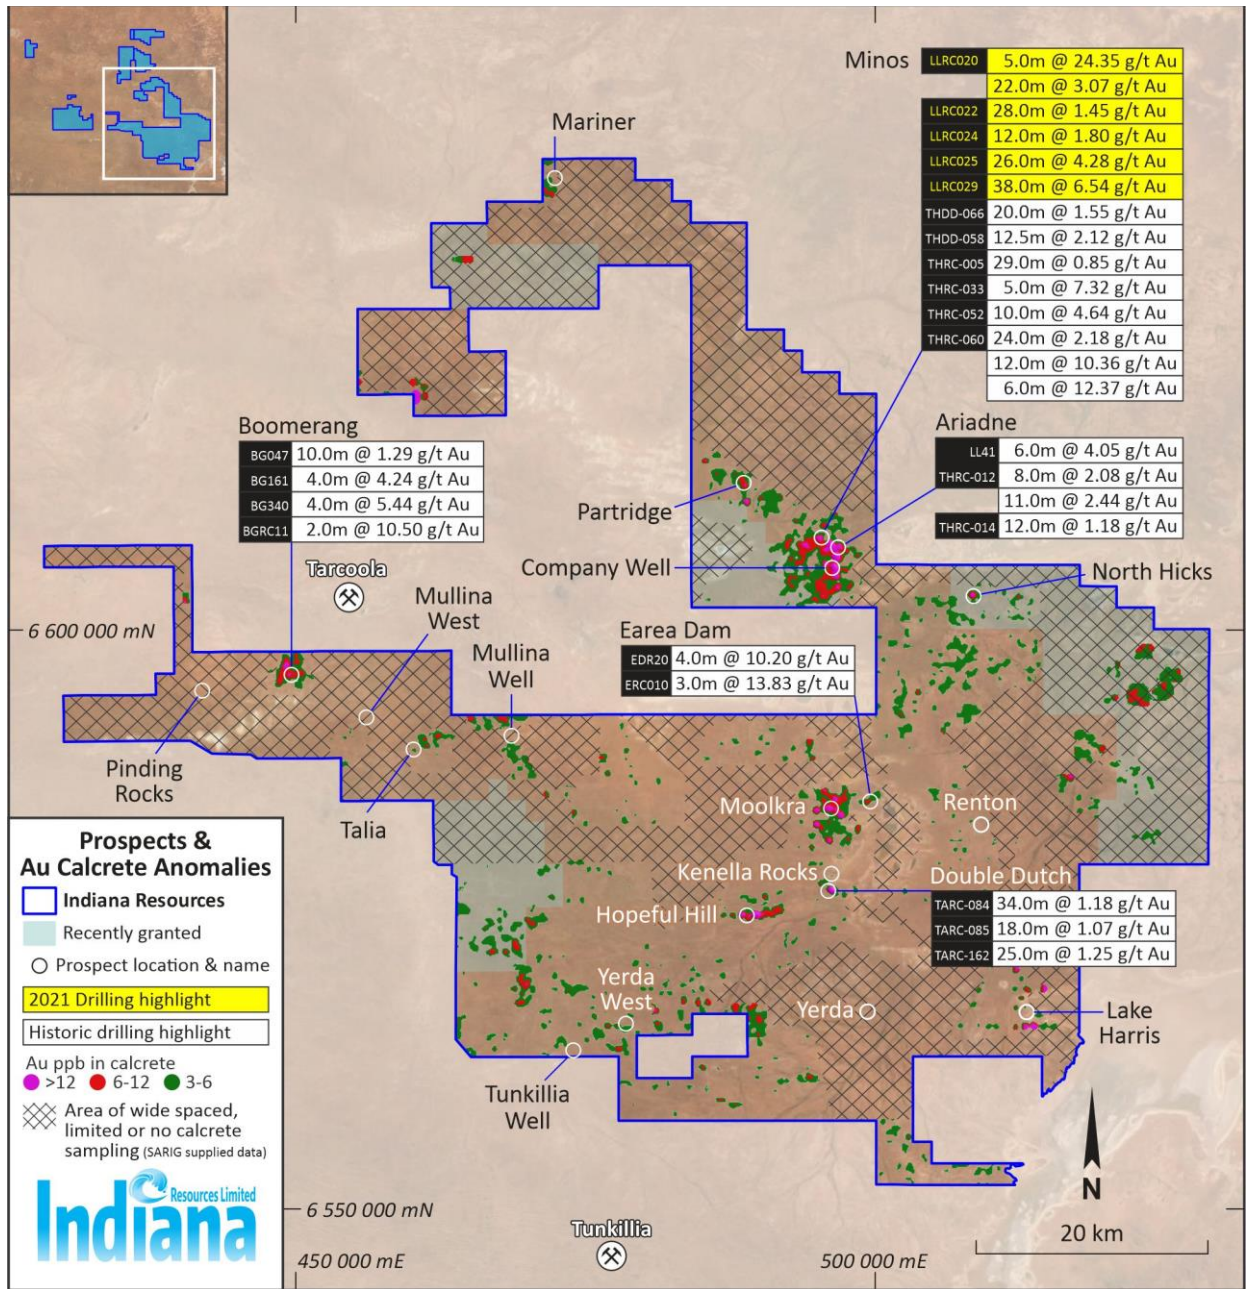 Minos
LLRC020 5.0m @ 24.35 g/t Au
22.0m @ 3.07 g/t Au
LLRC022 28.0m @ 1.45 g/t Au
LLRC024 12.0m @ 1.80 g/t Au
LLRC025 26.0m @ 4.28 g/t Au
LLRC029 38.0m @ 6.54 g/t Au
THDD-066 20.0m @ 1.55 g/t Au
THDD-058 12.5m @ 2.12 g/t Au
THRC-005 29.0m @ 0.85 g/t Au
THRC-033 5.0m @ 7.32 g/t Au
THRC-052 10.0m @ 4.64 g/t Au
THRC-060 24.0m @ 2.18 g/t Au
12.0m @ 10.36 g/t Au
6.0m @ 12.37 g/t Au
Mariner
Ariadne
LL41 6.0m @ 4.05 g/t Au
THRC-012 8.0m @ 2.08 g/t Au
11.0m @ 2.44 g/t Au
THRC-014 12.0m @ 1.18 g/t Au
Boomerang
BG047 10.0m @ 1.29 g/t Au
BG161 4.0m @ 4.24 g/t Au
BG340 4.0m @ 5.44 g/t Au
BGRC11 2.0m @ 10.50 g/t Au
Partridge
Company Well
Tarcoola
North Hicks
Mullina
West
6 600 000 mN
Earea Dam
EDR20 4.0m @ 10.20 g/t Au
ERC010 3.0m @ 13.83 g/t Au
Mullina
Well
Pinding
Rocks
Talia
Moolkra
Renton
Kenella Rocks
Double Dutch
TARC-084 34.0m @ 1.18 g/t Au
TARC-085 18.0m @ 1.07 g/t Au
TARC-162 25.0m @ 1.25 g/t Au
Hopeful Hill
Yerda
West
Yerda
Lake
Harris
Tunkillia
Well
Prospects &
Au Calcrete Anomalies
Indiana Resources
Recently granted
Prospect location & name
2021 Drilling highlight
Historic drilling highlight
Au ppb in calcrete
>12 6-12 3-6
Area of wide spaced,
limited or no calcrete
sampling (SARIG supplied data)
Indiana
Resources Limited
6 550 000 mN
Tunkillia
450 000 mE
500 000 mE
N
20 km